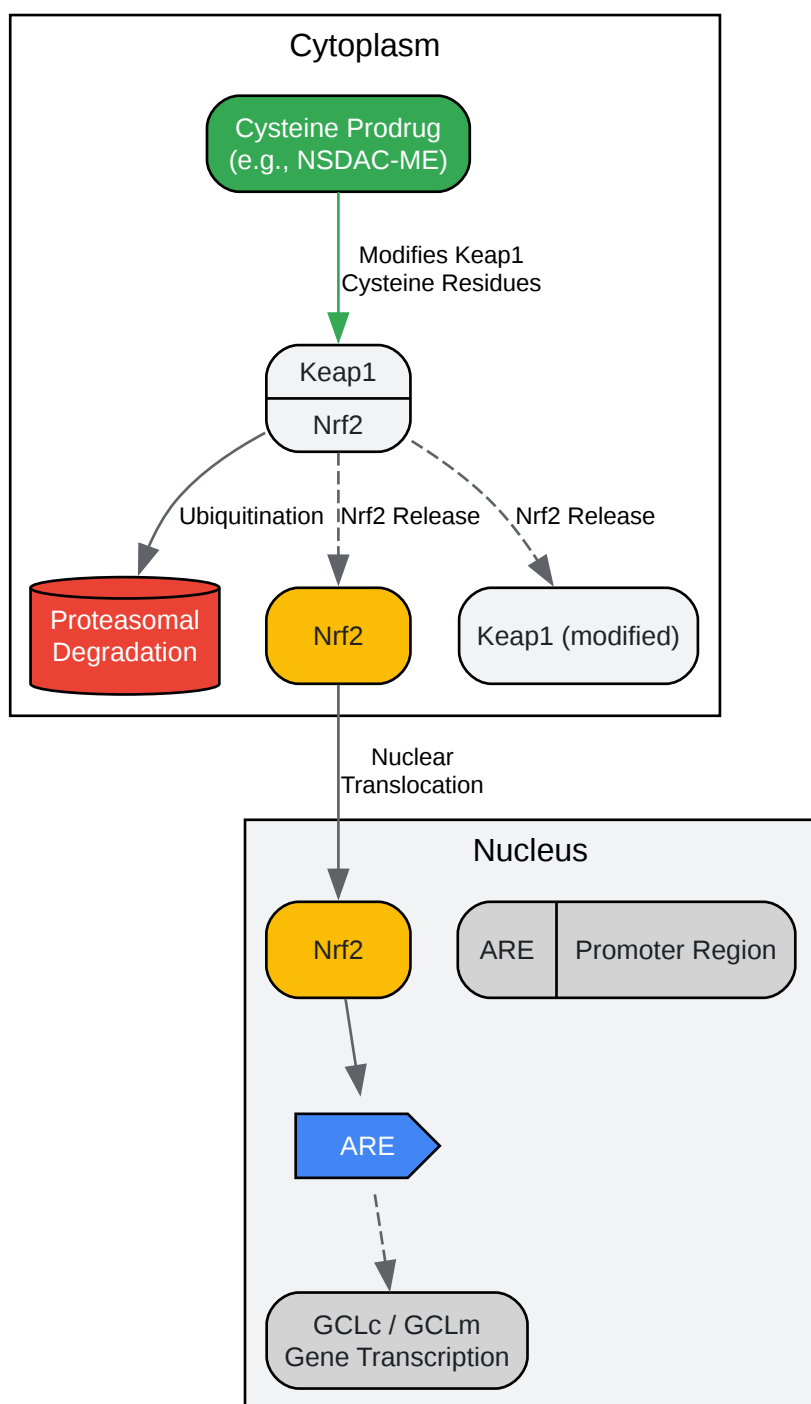 Cytoplasm
Cysteine Prodrug
(e.g., NSDAC-ME)
Modifies Keap1
Cysteine Residues
Keap1
Nrf2
Ubiquitination
Nrf2 Release
Nrf2 Release
Proteasomal
Degradation
Nrf2
Keap1 (modified)
Nuclear
Translocation
Nucleus
Nrf2
ARE
Promoter Region
ARE
GCLc / GCLm
Gene Transcription